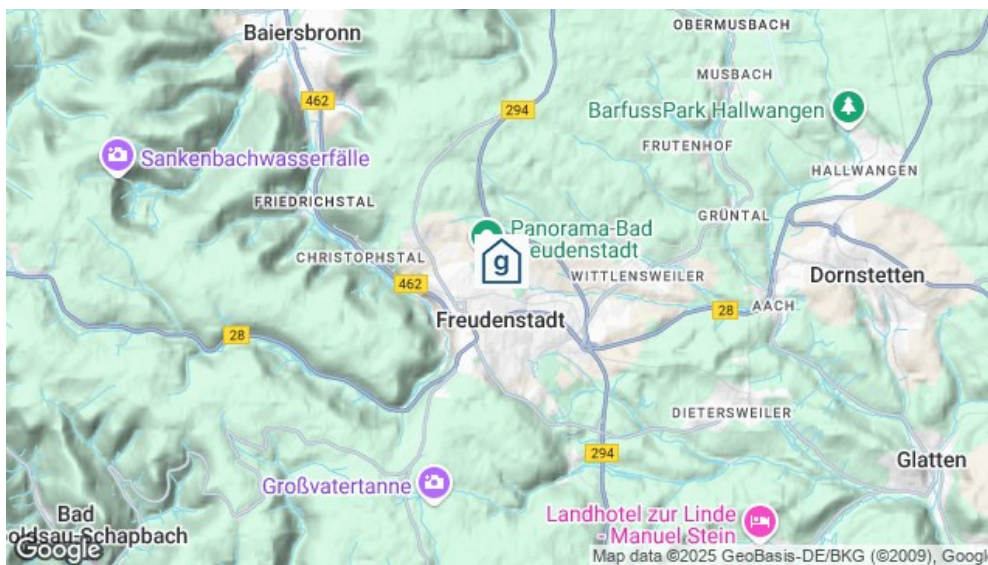 OBERMUSBACH
Baiersbronn
MUSBACH
462
294
BarfussPark Hallwangen
FRUTENHOF
Sankenbachwasserfälle
HALLWANGEN
FRIEDRICHSTAL
GRÜNTAL
Panorama-Bad
eudenstadt
CHRISTOPHSTAL
g
WITTLENSWEILER
Dornstetten
462
28
AACH
Freudenstadt
28
DIETERSWEILER
294
Glatten
Großvatertanne
Bad
oldsau-Schapbach
Landhotel zur Linde
- Manuel Stein
Google
Map data ©2025 GeoBasis-DE/BKG (©2009), Google